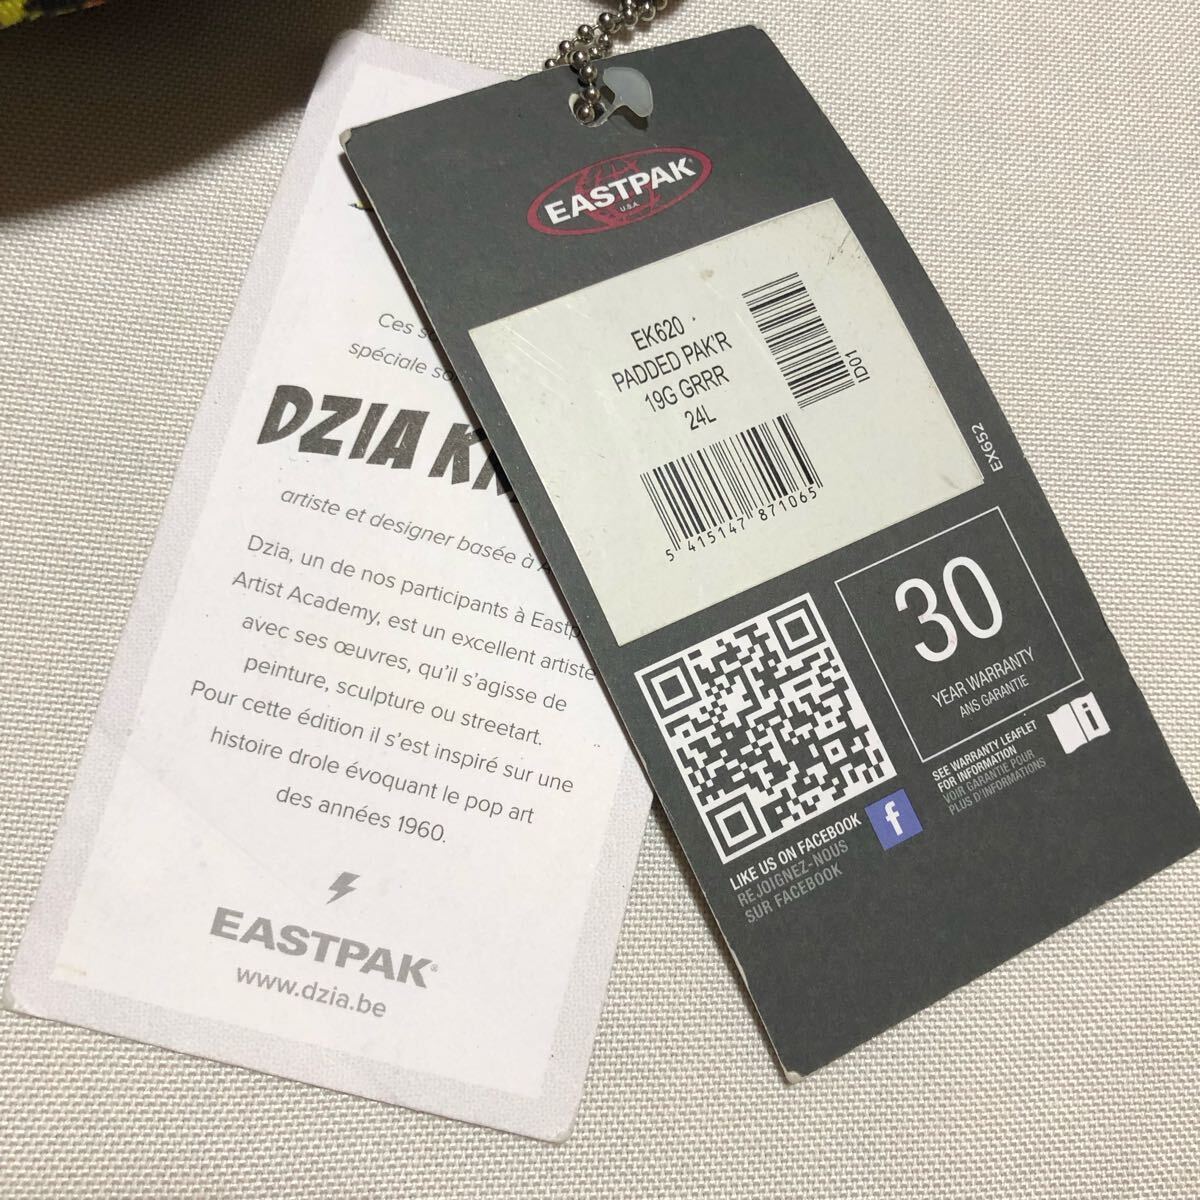 Ces
spéciale
DZIA
artiste et designer basée à
Dzia, un de nos participants à
Artist Academy, est un excellent artiste
avec ses œuvres, qu'il s'agisse de
peinture, sculpture ou streetart.
Pour cette édition il s'est inspiré sur une
histoire drole évoquant le pop art
des années 1960.
EASTPAK®
www.dzia.be
EASTPAK
U.S.A.
EK620
PADDED PAK'R
19G GRRR
24L
ID01
5 415147 871065
EX652
30
YEAR WARRANTY
ANS GARANTIE
SEE WARRANTY LEAFLET
FOR INFORMATION
VOIR GARANTIE POUR
PLUS D'INFORMATIONS
i
LIKE US ON FACEBOOK
REJOIGNEZ-NOUS
SUR FACEBOOK
f